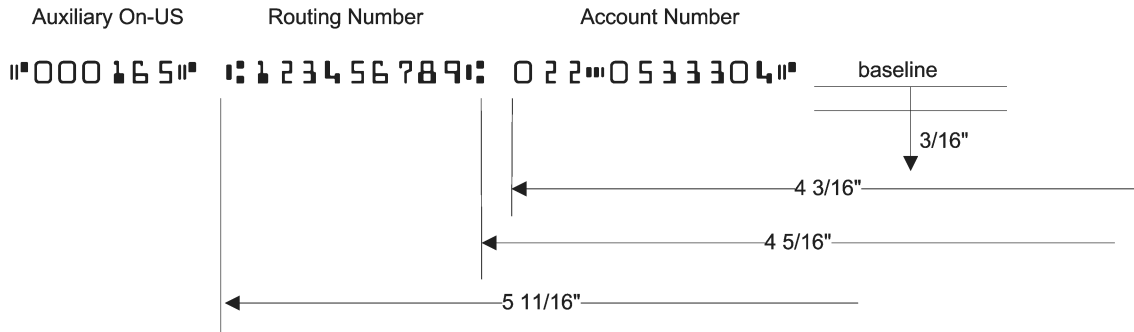 Auxiliary On-US Routing Number Account Number
⑈000165⑈ ⑆123456789⑆ 022⑉0533304⑈ baseline
3/16"
4 3/16"
4 5/16"
5 11/16"